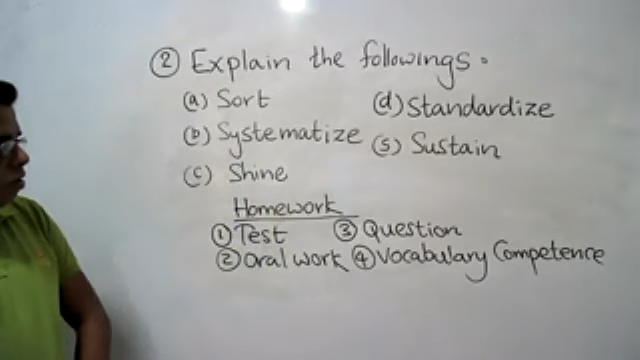 ② Explain the followings.
(a) Sort (d) Standardize
(b) Systematize (5) Sustain
(c) Shine
Homework
① Test ③ Question
② Oral work ④ Vocabulary Competence